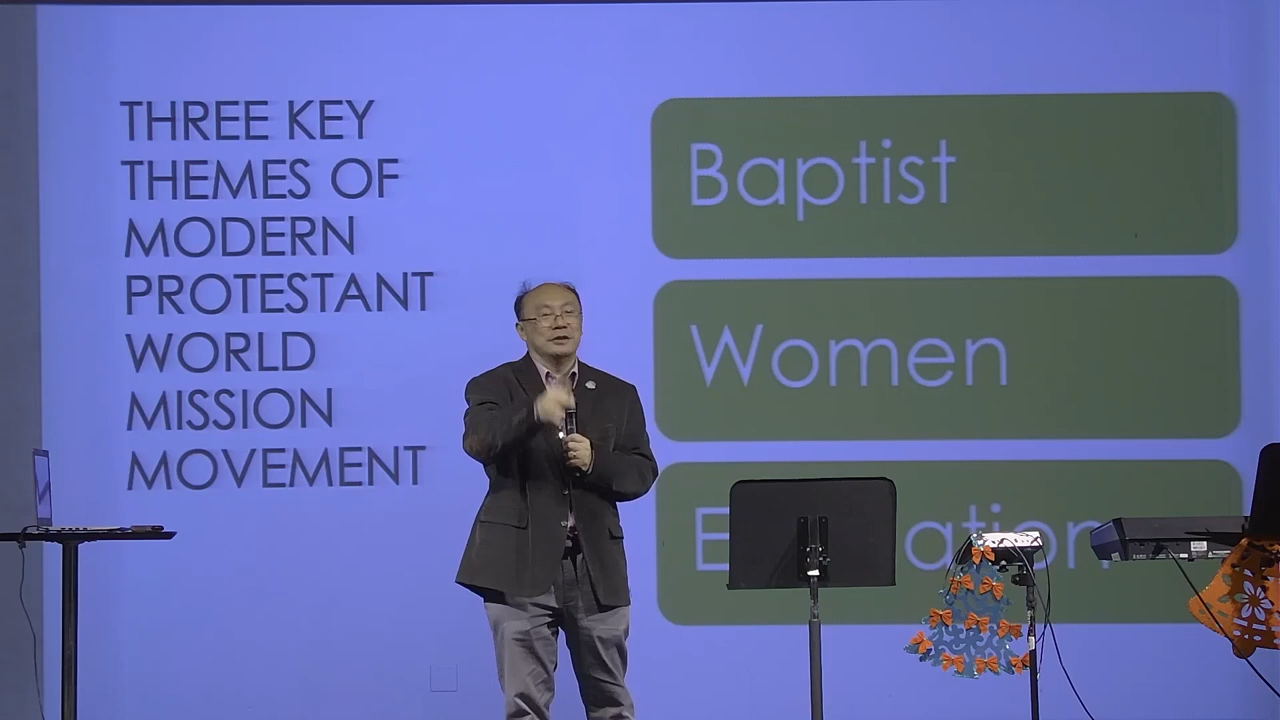 THREE KEY
THEMES OF
MODERN
PROTESTANT
WORLD
MISSION
MOVEMENT
Baptist
Women